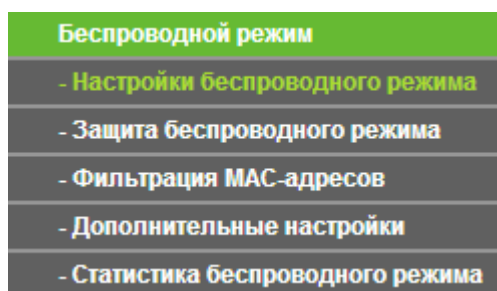 Беспроводной режим
- Настройки беспроводного режима
- Защита беспроводного режима
- Фильтрация MAC-адресов
- Дополнительные настройки
- Статистика беспроводного режима